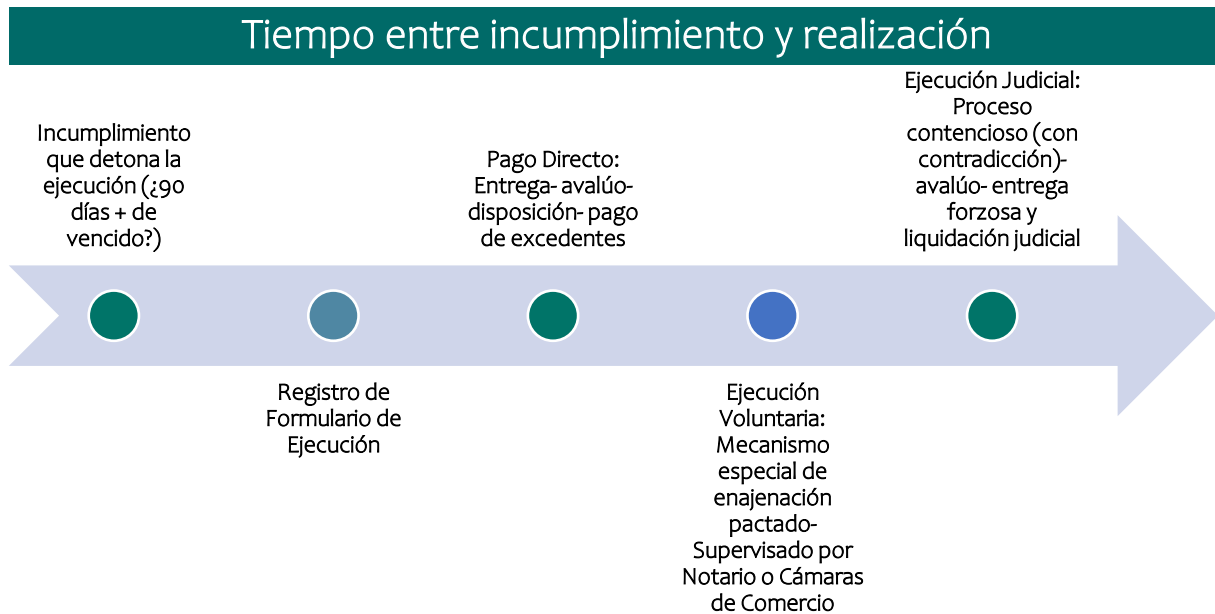 Tiempo entre incumplimiento y realización
Incumplimiento
que detona la
ejecución (¿90
días + de
vencido?)
Registro de
Formulario de
Ejecución
Pago Directo:
Entrega- avalúo-
disposición- pago
de excedentes
Ejecución
Voluntaria:
Mecanismo
especial de
enajenación
pactado-
Supervisado por
Notario o Cámaras
de Comercio
Ejecución Judicial:
Proceso
contencioso (con
contradicción)-
avalúo- entrega
forzosa y
liquidación judicial